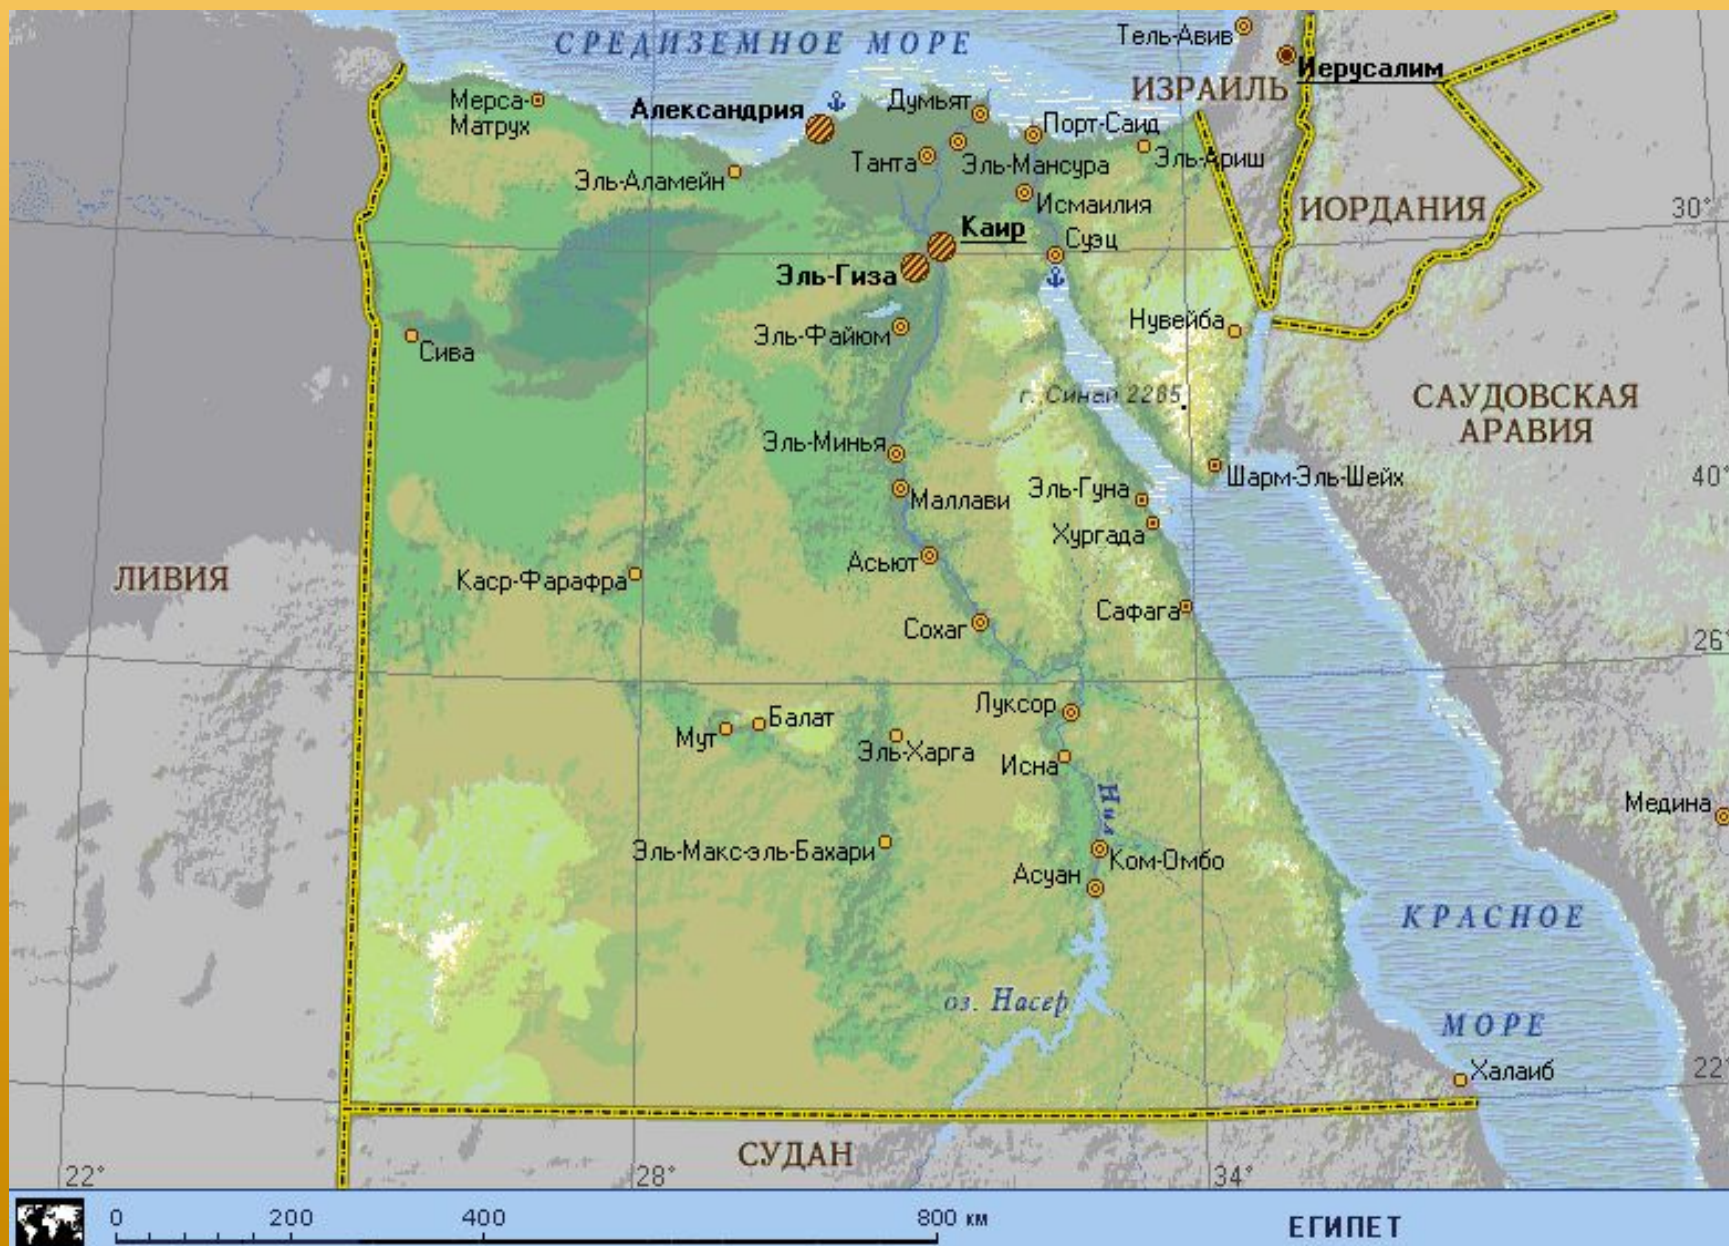 СРЕДИЗЕМНОЕ МОРЕ
Тель-Авив
Иерусалим
ИЗРАИЛЬ
Мерса-
Матрух
Александрия
Думьят
Порт-Саид
Танта
Эль-Мансура
Эль-Ариш
Эль-Аламейн
Исмаилия
ИОРДАНИЯ
30°
Каир
Суэц
Эль-Гиза
Нувейба
Эль-Файюм
Сива
г. Синай 2285
САУДОВСКАЯ
АРАВИЯ
Эль-Минья
Шарм-Эль-Шейх
40°
Маллави
Эль-Гуна
Хургада
Асьют
ЛИВИЯ
Каср-Фарафра
Сафага
Сохаг
26°
Луксор
Балат
Мут
Эль-Харга
Исна
Нил
Медина
Эль-Макс-эль-Бахари
Ком-Омбо
Асуан
КРАСНОЕ
МОРЕ
оз. Насер
Халаиб
22°
СУДАН
22°
28°
34°
0 200 400 800 км
ЕГИПЕТ